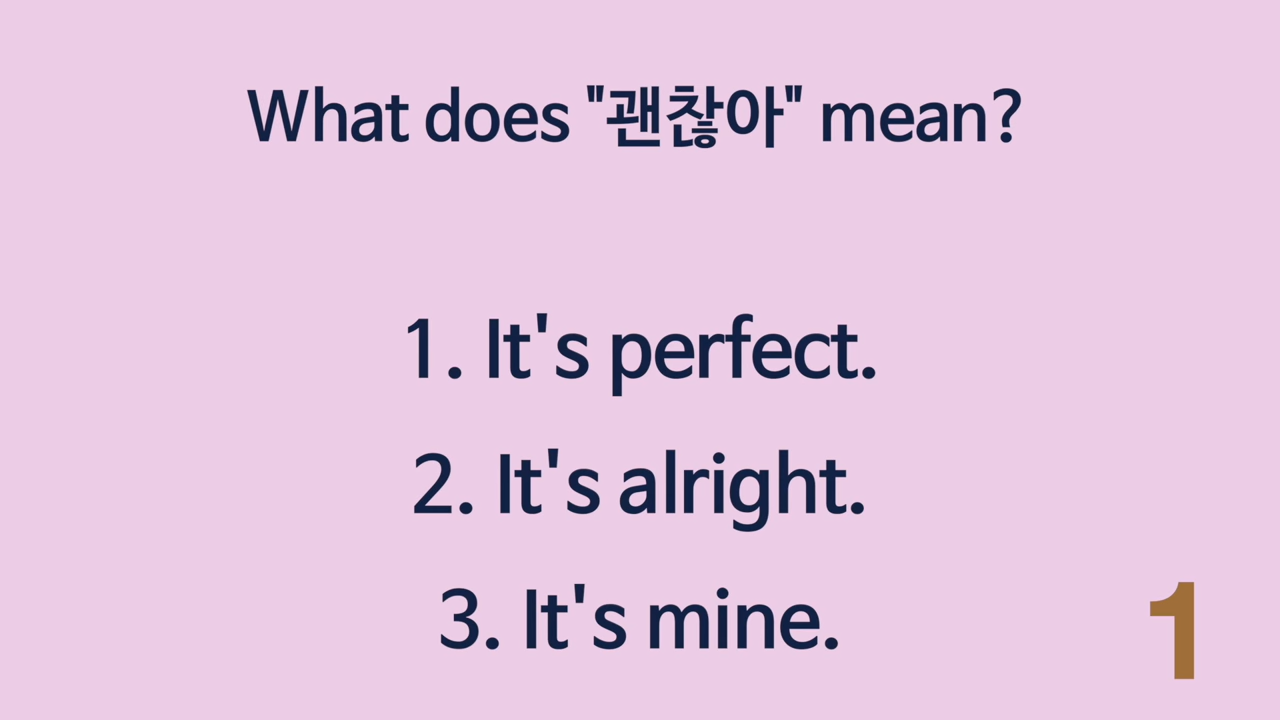 What does "괜찮아" mean?
1. It's perfect.
2. It's alright.
3. It's mine.
1